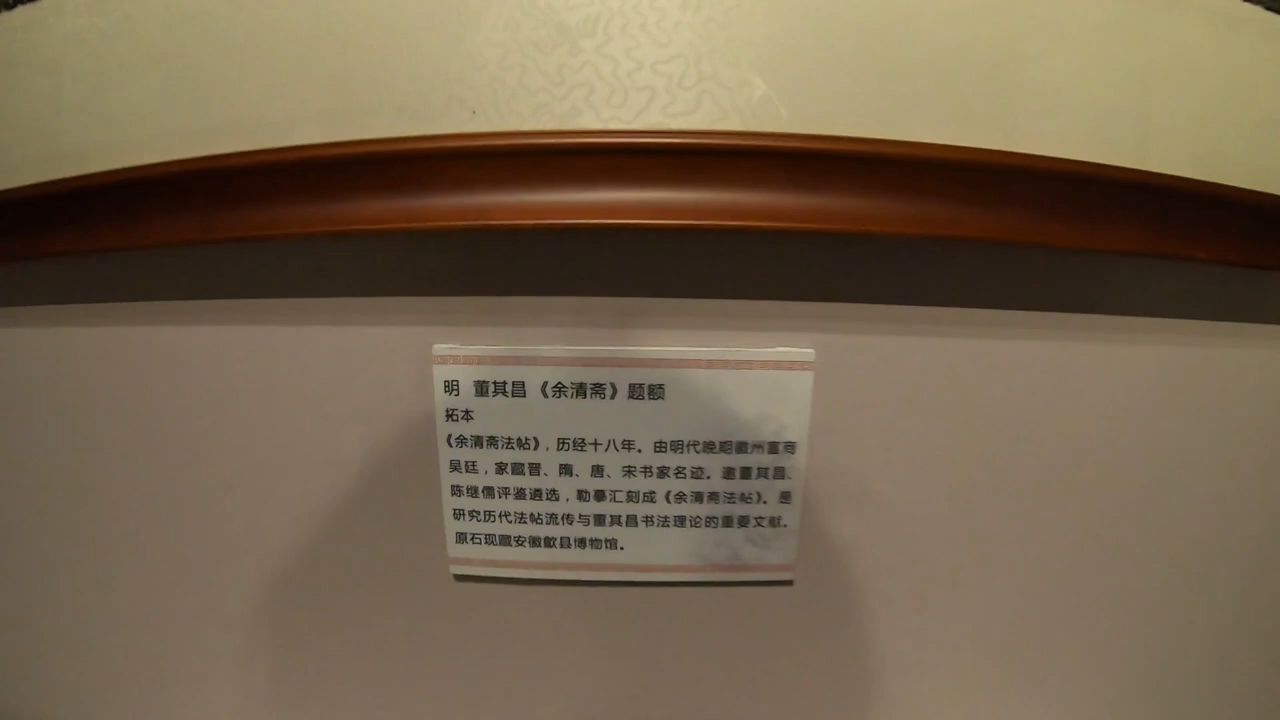 明 董其昌《余清斋》题额
拓本
《余清斋法帖》，历经十八年。由明代晚期徽州富商
吴廷，家藏晋、隋、唐、宋书家名迹。邀董其昌、
陈继儒评鉴遴选，勒摹汇刻成《余清斋法帖》。是
研究历代法帖流传与董其昌书法理论的重要文献。
原石现藏安徽歙县博物馆。